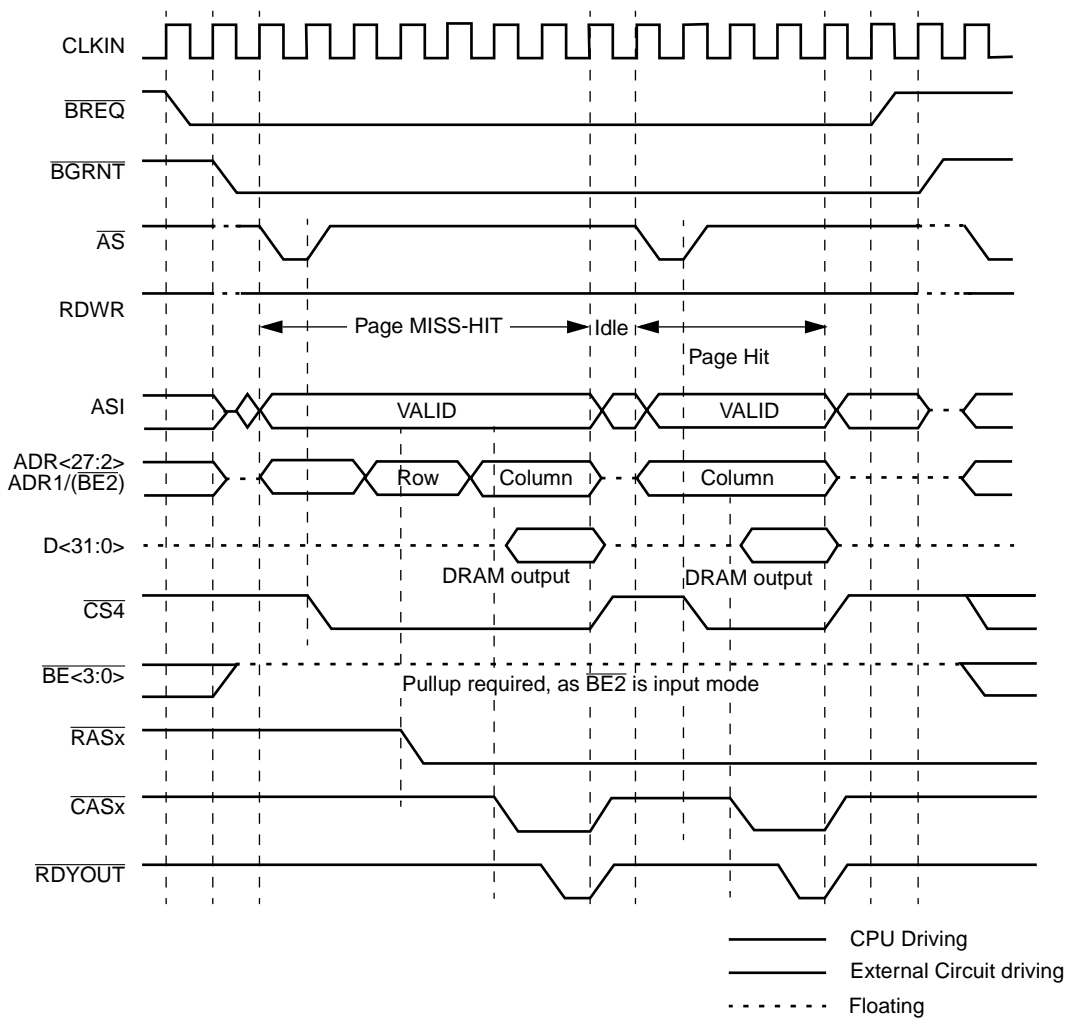 CLKIN
BREQ
BGRNT
AS
RDWR
Page MISS-HIT
Idle
Page Hit
ASI
VALID
VALID
ADR<27:2>
ADR1/(BE2)
Row
Column
Column
D<31:0>
DRAM output
DRAM output
CS4
BE<3:0>
Pullup required, as BE2 is input mode
RASx
CASx
RDYOUT
CPU Driving
External Circuit driving
Floating